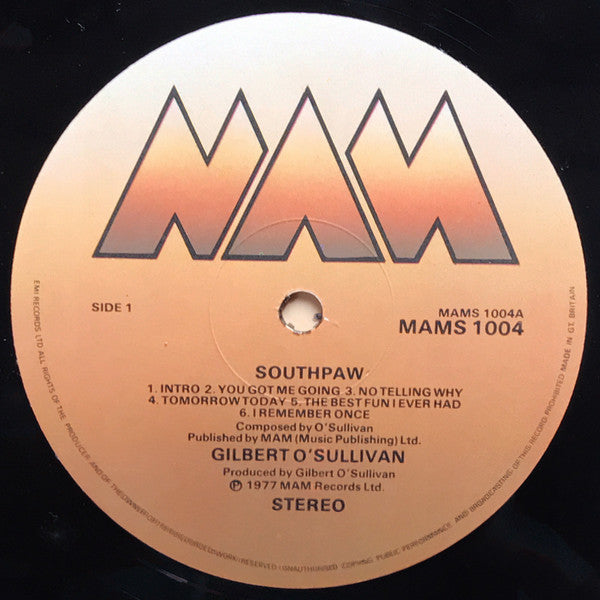 MAM
SIDE 1
MAMS 1004A
MAMS 1004
SOUTHPAW
1. INTRO 2. YOU GOT ME GOING 3. NO TELLING WHY
4. TOMORROW TODAY 5. THE BEST FUN I EVER HAD
6. I REMEMBER ONCE
Composed by O'Sullivan
Published by MAM (Music Publishing) Ltd.
GILBERT O'SULLIVAN
Produced by Gilbert O'Sullivan
℗ 1977 MAM Records Ltd.
STEREO
EMI RECORDS LTD ALL RIGHTS OF THE PRODUCER AND OF THE OWNER OF THE RECORDED WORK RESERVED UNAUTHORISED COPYING PUBLIC PERFORMANCE AND BROADCASTING OF THIS RECORD PROHIBITED MADE IN GT. BRITAIN